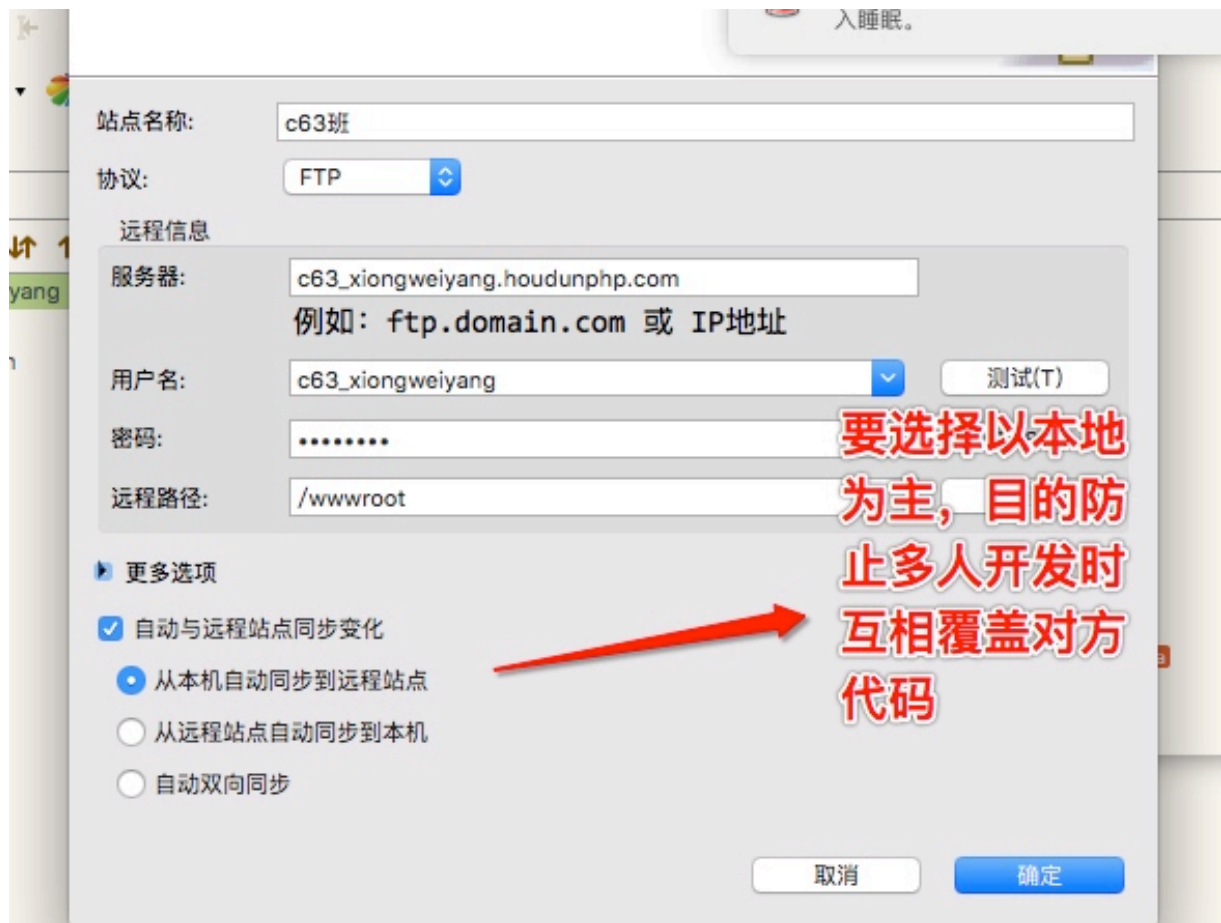 入睡眠。
站点名称:
c63班
协议:
FTP
远程信息
服务器:
c63_xiongweiyang.houdunphp.com
例如：ftp.domain.com 或 IP地址
yang
用户名:
c63_xiongweiyang
测试(T)
密码:
••••••••
远程路径:
/wwwroot
要选择以本地
为主，目的防
止多人开发时
互相覆盖对方
代码
更多选项
自动与远程站点同步变化
从本机自动同步到远程站点
从远程站点自动同步到本机
自动双向同步
取消
确定